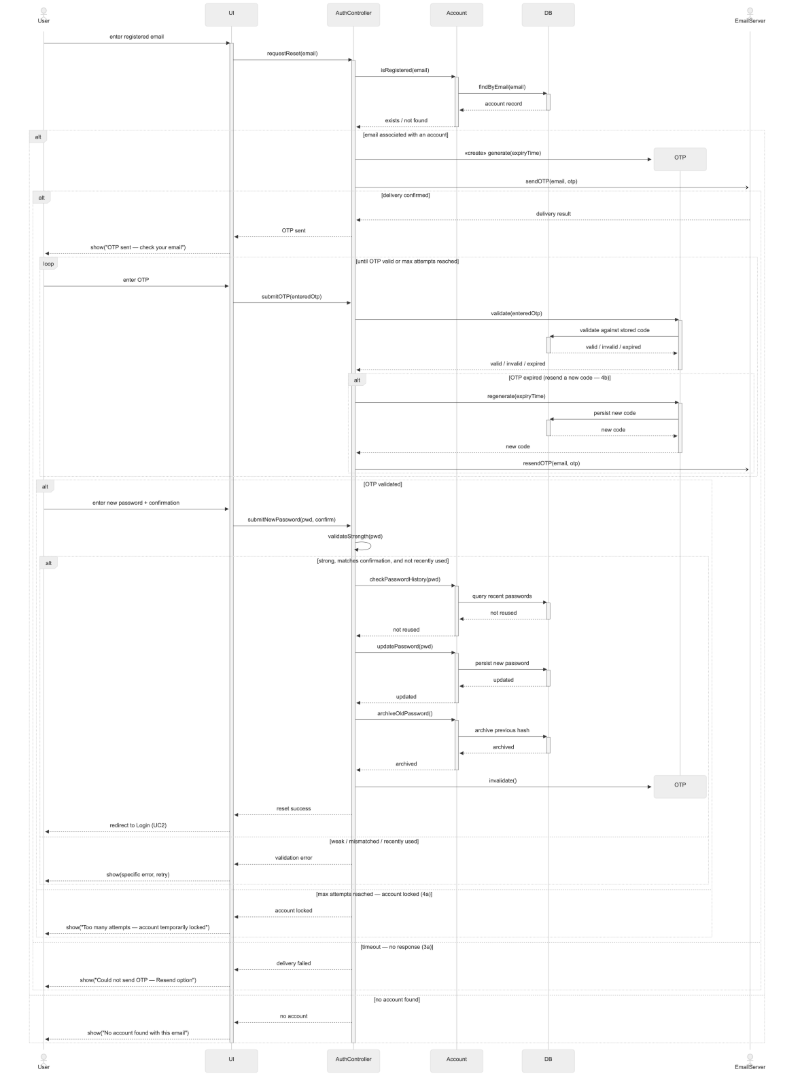 User
UI
AuthController
Account
DB
EmailServer
enter registered email
requestReset(email)
isRegistered(email)
findByEmail(email)
account record
exists / not found
alt
[email associated with an account]
«create» generate(expiryTime)
OTP
sendOTP(email, otp)
alt
[delivery confirmed]
delivery result
OTP sent
show("OTP sent — check your email")
loop
[until OTP valid or max attempts reached]
enter OTP
submitOTP(enteredOtp)
validate(enteredOtp)
validate against stored code
valid / invalid / expired
valid / invalid / expired
alt
[OTP expired (resend a new code — 4b)]
regenerate(expiryTime)
persist new code
new code
new code
resendOTP(email, otp)
alt
[OTP validated]
enter new password + confirmation
submitNewPassword(pwd, confirm)
validateStrength(pwd)
alt
[strong, matches confirmation, and not recently used]
checkPasswordHistory(pwd)
query recent passwords
not reused
not reused
updatePassword(pwd)
persist new password
updated
updated
archiveOldPassword()
archive previous hash
archived
archived
invalidate()
OTP
reset success
redirect to Login (UC2)
[weak / mismatched / recently used]
validation error
show(specific error, retry)
[max attempts reached — account locked (4a)]
account locked
show("Too many attempts — account temporarily locked")
[timeout — no response (3a)]
delivery failed
show("Could not send OTP — Resend option")
[no account found]
no account
show("No account found with this email")
User
UI
AuthController
Account
DB
EmailServer